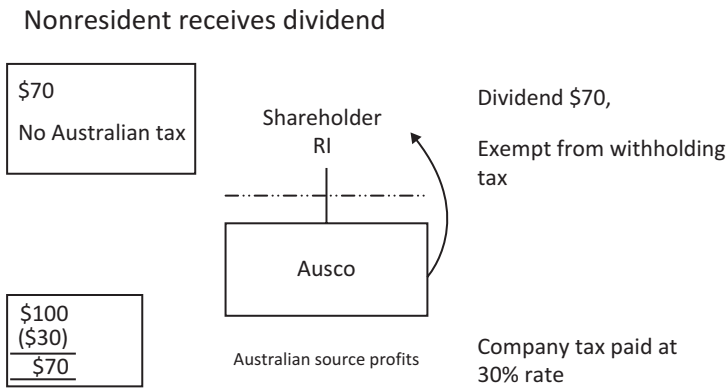 Nonresident receives dividend
$70
No Australian tax
Shareholder
RI
Dividend $70,
Exempt from withholding
tax
Ausco
$100
($30)
$70
Australian source profits
Company tax paid at
30% rate